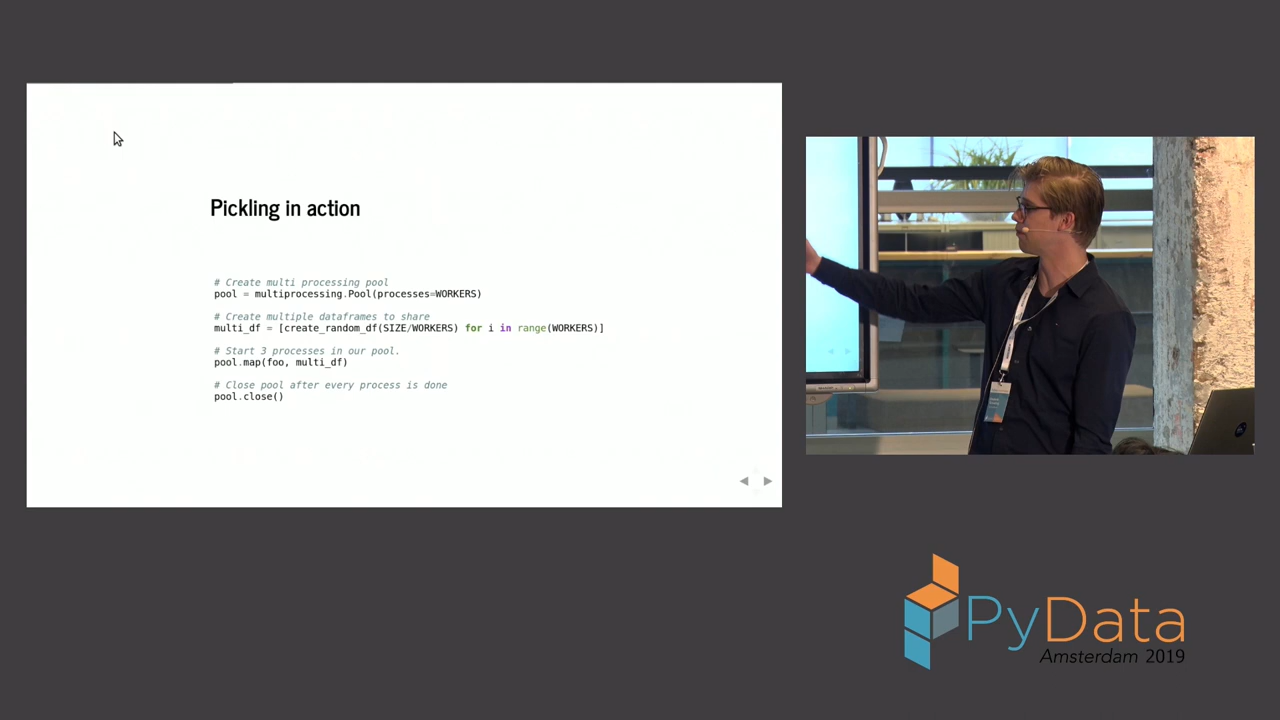 Pickling in action
# Create multi processing pool
pool = multiprocessing.Pool(processes=WORKERS)
# Create multiple dataframes to share
multi_df = [create_random_df(SIZE/WORKERS) for i in range(WORKERS)]
# Start 3 processes in our pool.
pool.map(foo, multi_df)
# Close pool after every process is done
pool.close()
PyData
Amsterdam 2019